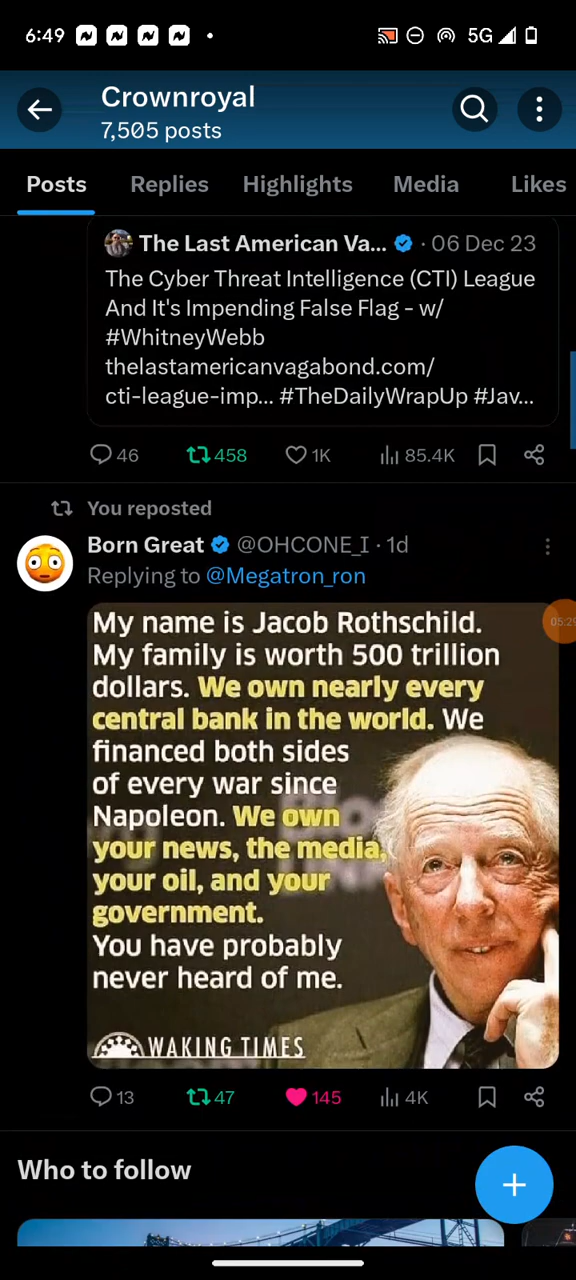 6:49
5G
Crownroyal
7,505 posts
Posts Replies Highlights Media Likes
The Last American Va... · 06 Dec 23
The Cyber Threat Intelligence (CTI) League
And It's Impending False Flag - w/
#WhitneyWebb
thelastamericanvagabond.com/
cti-league-imp... #TheDailyWrapUp #Jav...
46 458 1K 85.4K
You reposted
Born Great @OHCONE_I · 1d
Replying to @Megatron_ron
05:29
My name is Jacob Rothschild.
My family is worth 500 trillion
dollars. We own nearly every
central bank in the world. We
financed both sides
of every war since
Napoleon. We own
your news, the media,
your oil, and your
government.
You have probably
never heard of me.
WAKING TIMES
13 47 145 4K
Who to follow